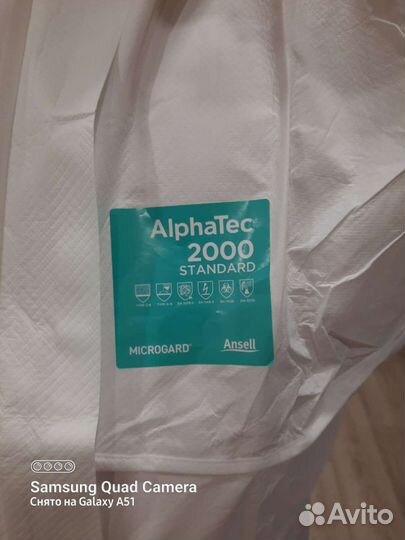 AlphaTec
2000
STANDARD
MICROGARD®
Ansell
Samsung Quad Camera
Снято на Galaxy A51
Avito